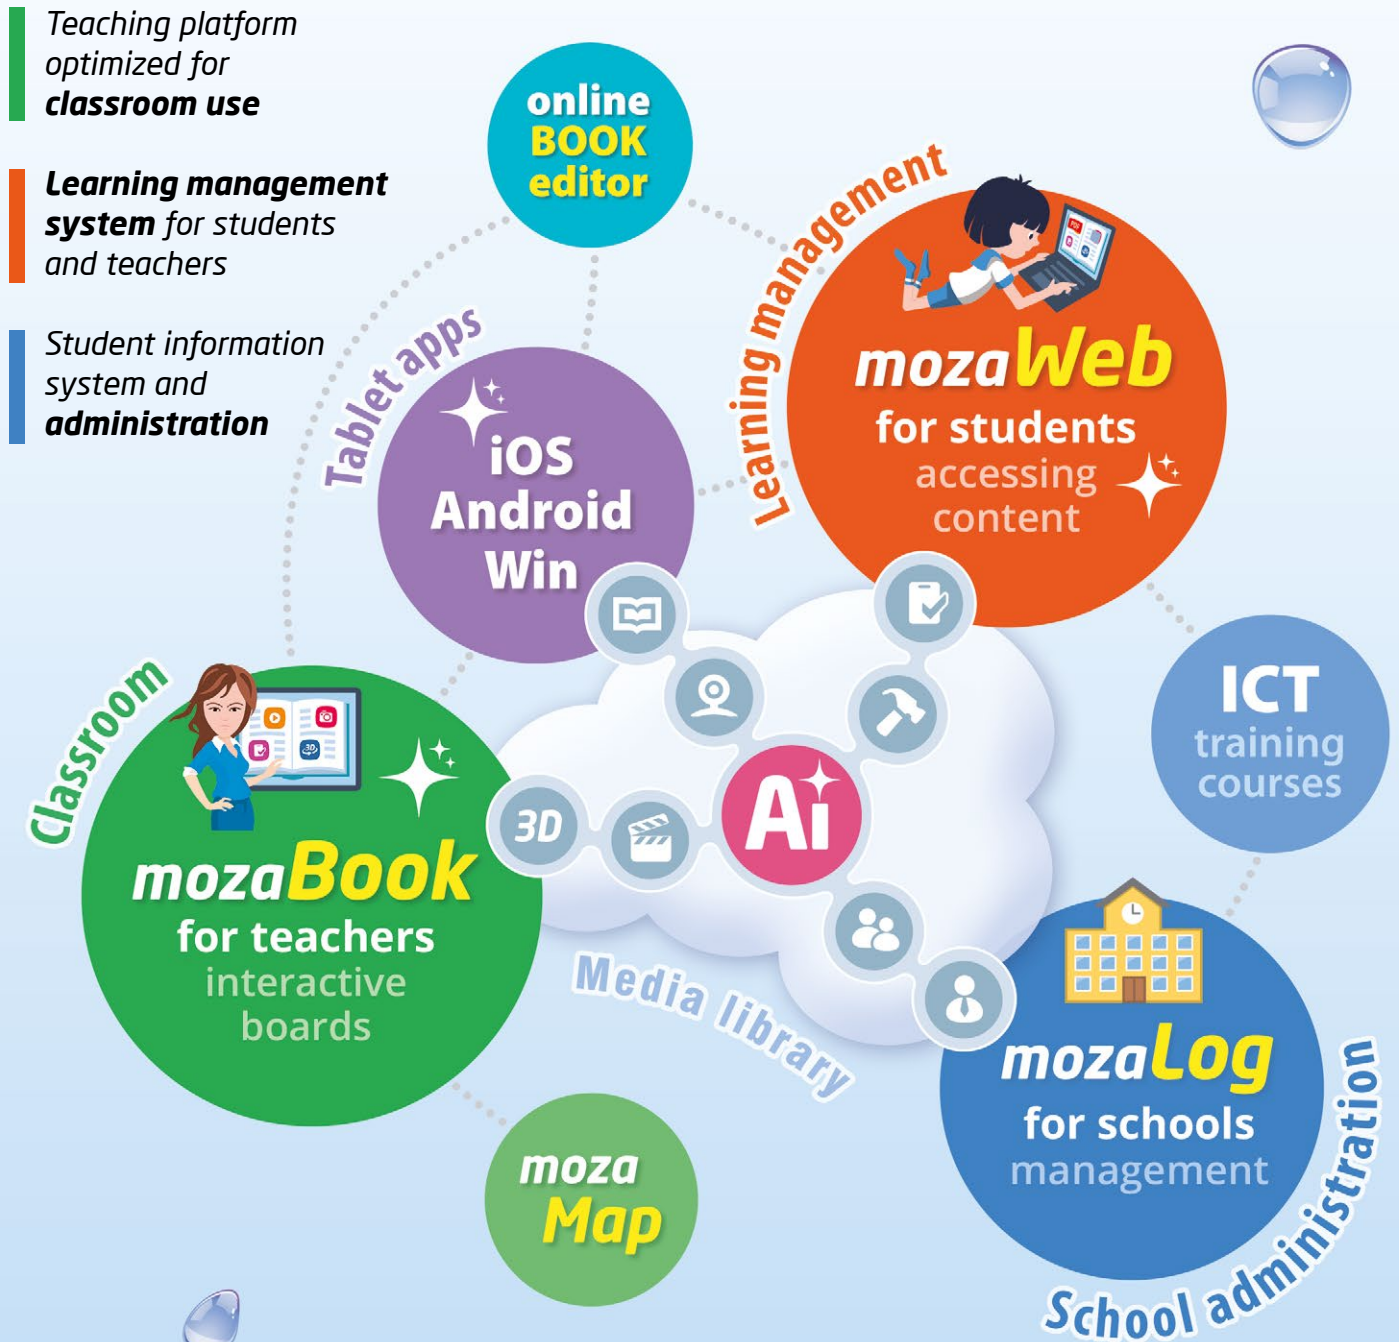 Teaching platform
optimized for
classroom use
Learning management
system for students
and teachers
Student information
system and
administration
online
BOOK
editor
Learning management
mozaWeb
for students
accessing
content
Tablet apps
iOS
Android
Win
ICT
training
courses
Classroom
mozaBook
for teachers
interactive
boards
3D
Ai
Media library
mozaLog
for schools
management
School administration
moza
Map